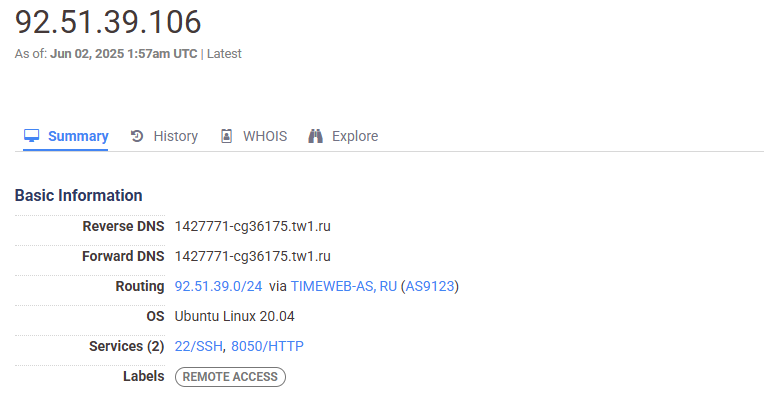 92.51.39.106
As of: Jun 02, 2025 1:57am UTC | Latest
Summary History WHOIS Explore
Basic Information
Reverse DNS 1427771-cg36175.tw1.ru
Forward DNS 1427771-cg36175.tw1.ru
Routing 92.51.39.0/24 via TIMEWEB-AS, RU (AS9123)
OS Ubuntu Linux 20.04
Services (2) 22/SSH, 8050/HTTP
Labels REMOTE ACCESS